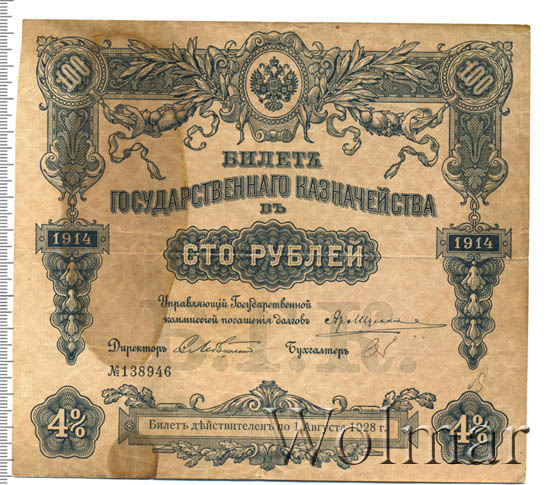 100 100
БИЛЕТЪ
ГОСУДАРСТВЕННАГО КАЗНАЧЕЙСТВА
ВЪ
1914 1914
СТО РУБЛЕЙ
Управляющій Государственной
коммиссіей погашенія долговъ
Директоръ Бухгалтеръ
№138946
4% 4%
Билетъ дѣйствителенъ по 1 Августа 1928 г.
Wolmar